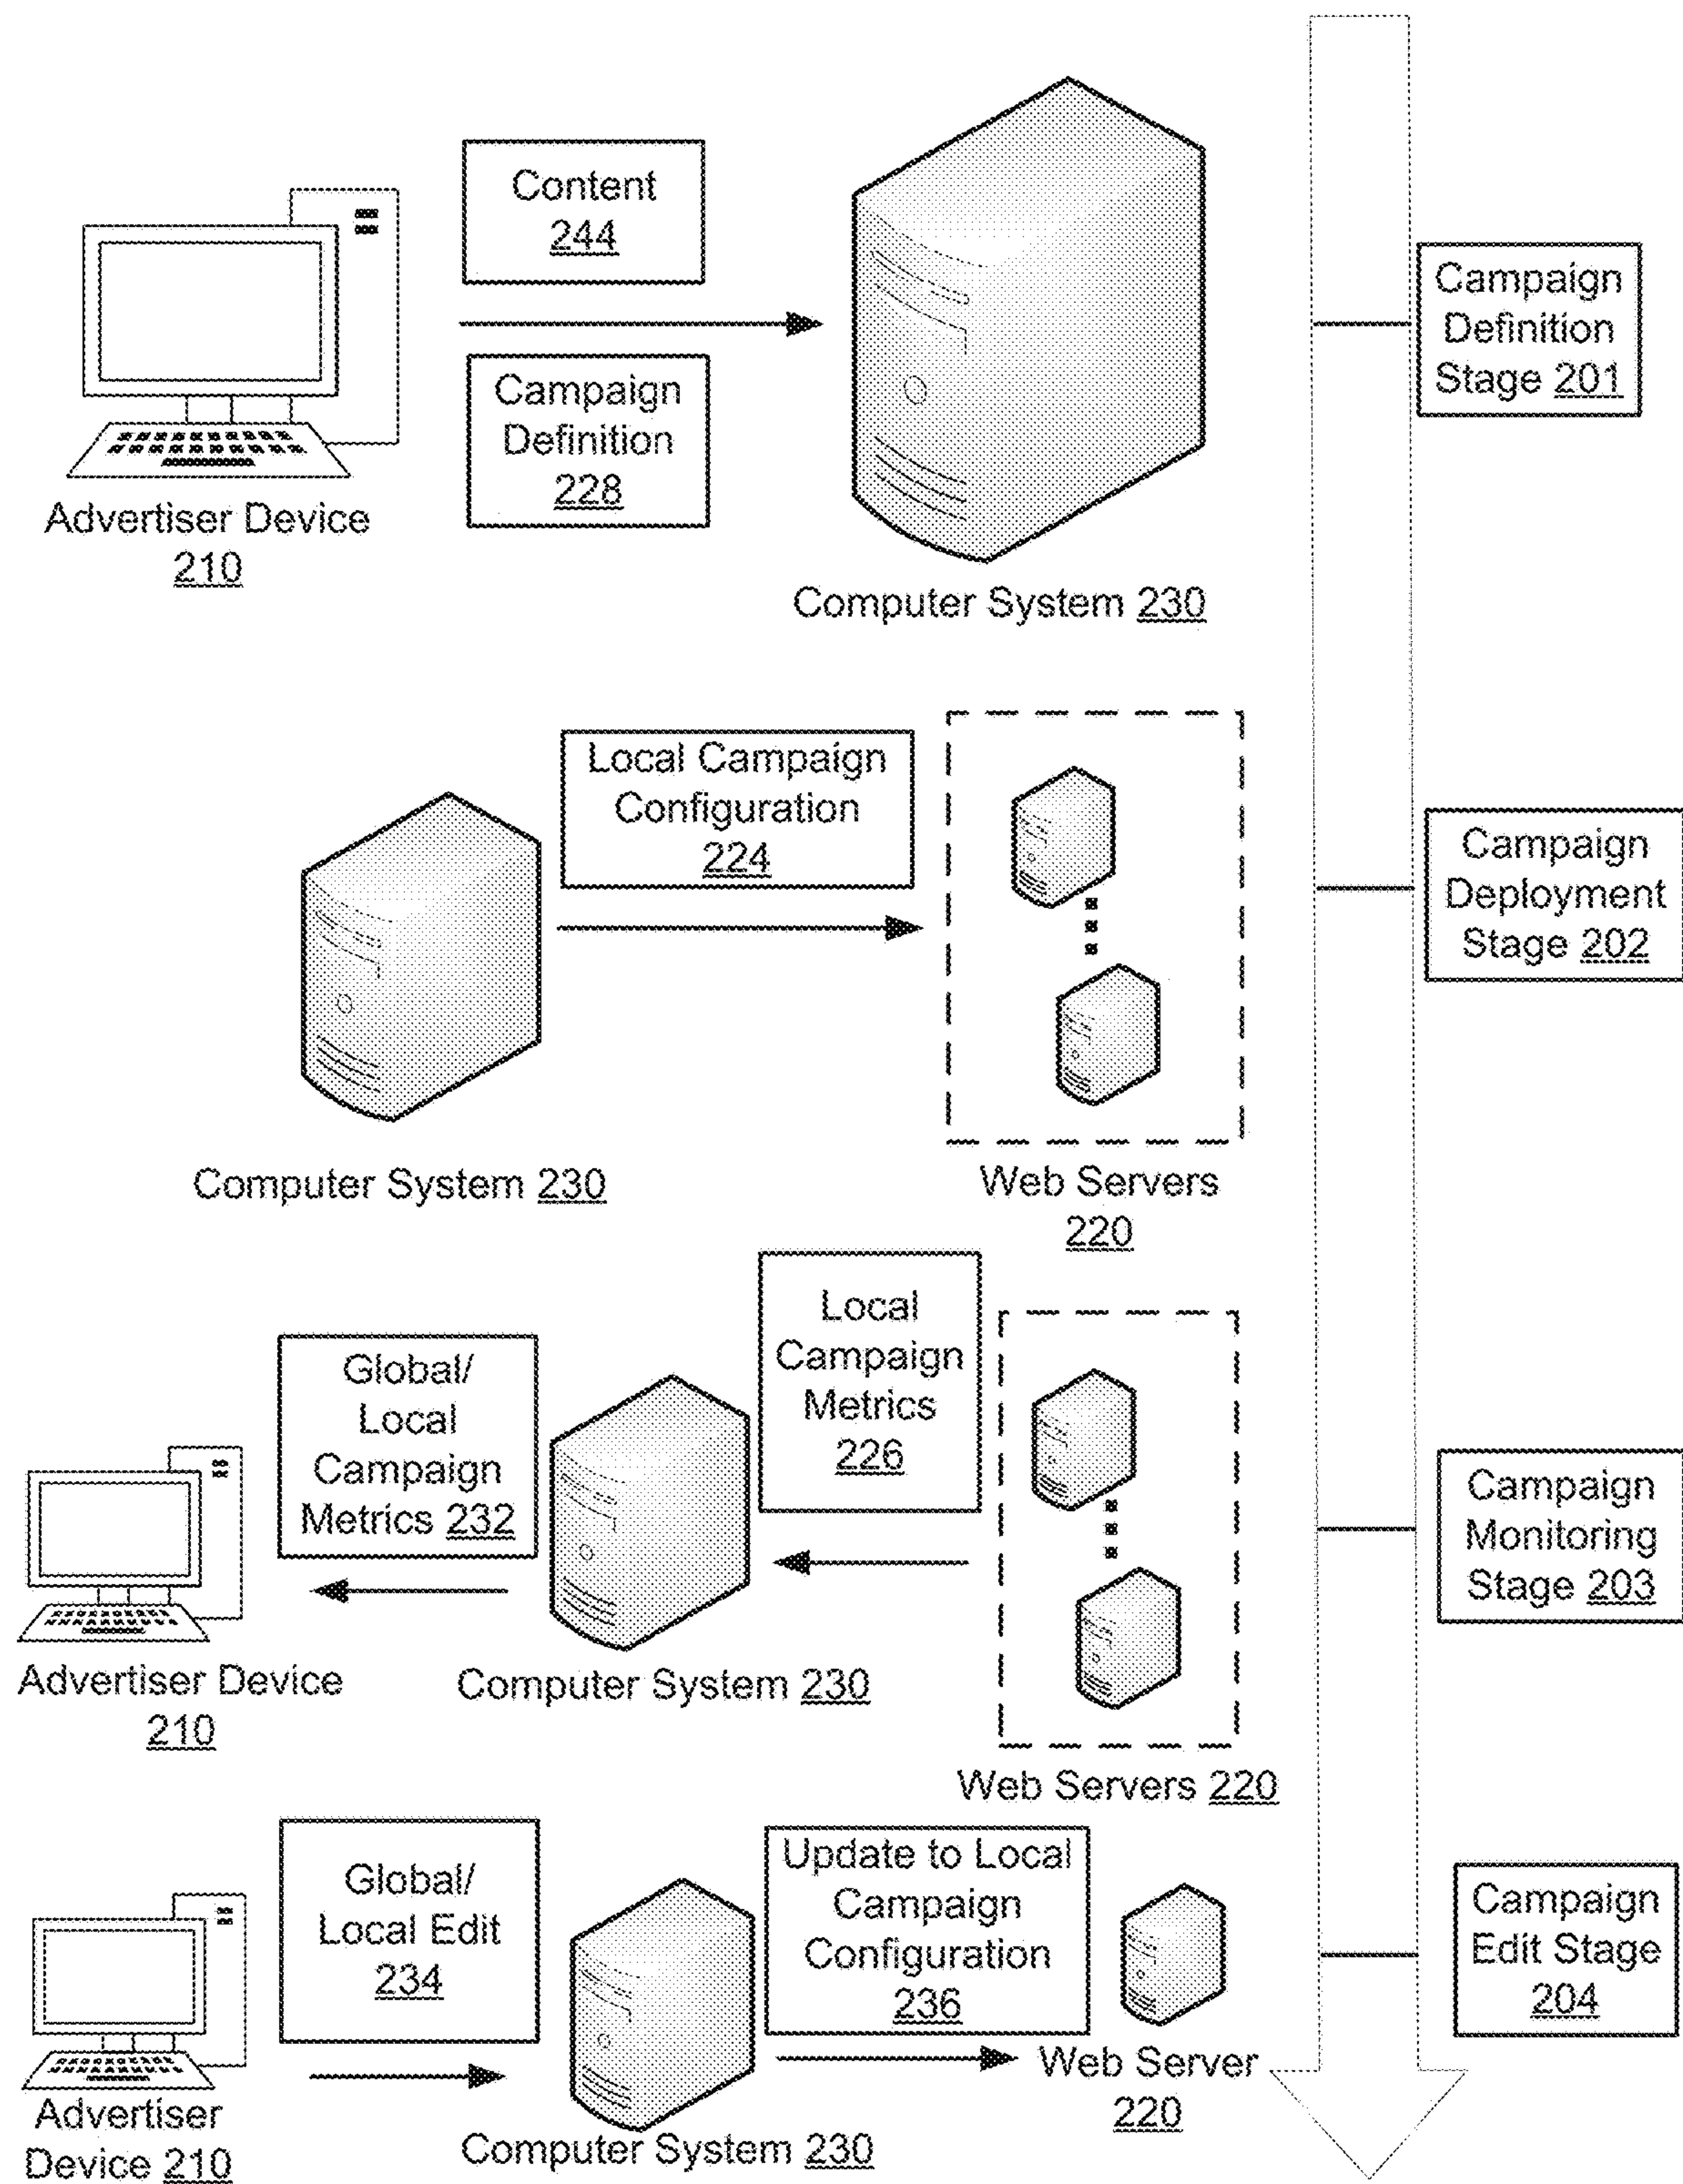 Content
244
Campaign
Definition
228
Advertiser Device
210
Computer System 230
Campaign
Definition
Stage 201
Local Campaign
Configuration
224
Computer System 230
Web Servers
220
Campaign
Deployment
Stage 202
Global/
Local
Campaign
Metrics 232
Local
Campaign
Metrics
226
Advertiser Device
210
Computer System 230
Web Servers 220
Campaign
Monitoring
Stage 203
Global/
Local Edit
234
Update to Local
Campaign
Configuration
236
Advertiser
Device 210
Computer System 230
Web Server
220
Campaign
Edit Stage
204